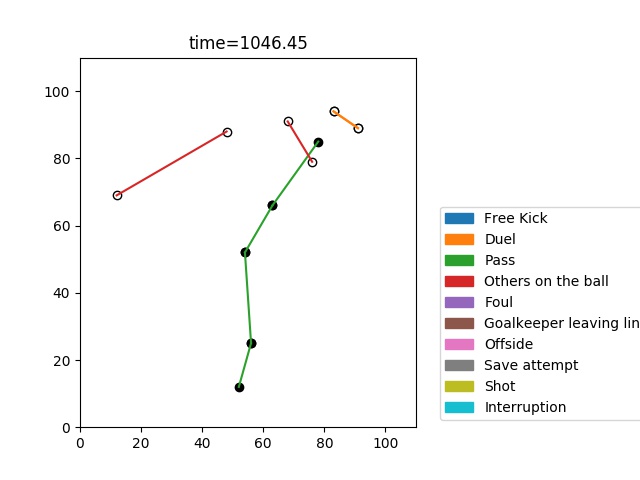 time=1046.45
100
80
60
40
20
0
0 20 40 60 80 100
Free Kick
Duel
Pass
Others on the ball
Foul
Goalkeeper leaving lin
Offside
Save attempt
Shot
Interruption